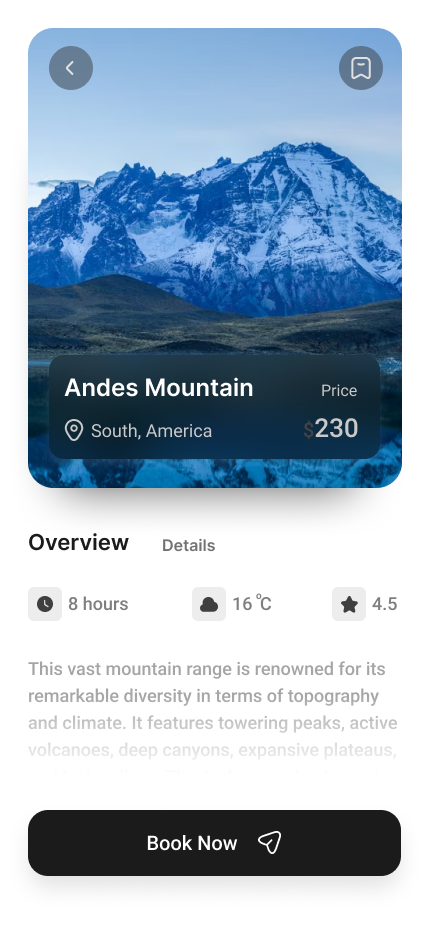 Andes Mountain
Price
South, America
$230
Overview
Details
8 hours
16 °C
4.5
This vast mountain range is renowned for its
remarkable diversity in terms of topography
and climate. It features towering peaks, active
volcanoes, deep canyons, expansive plateaus,
Book Now